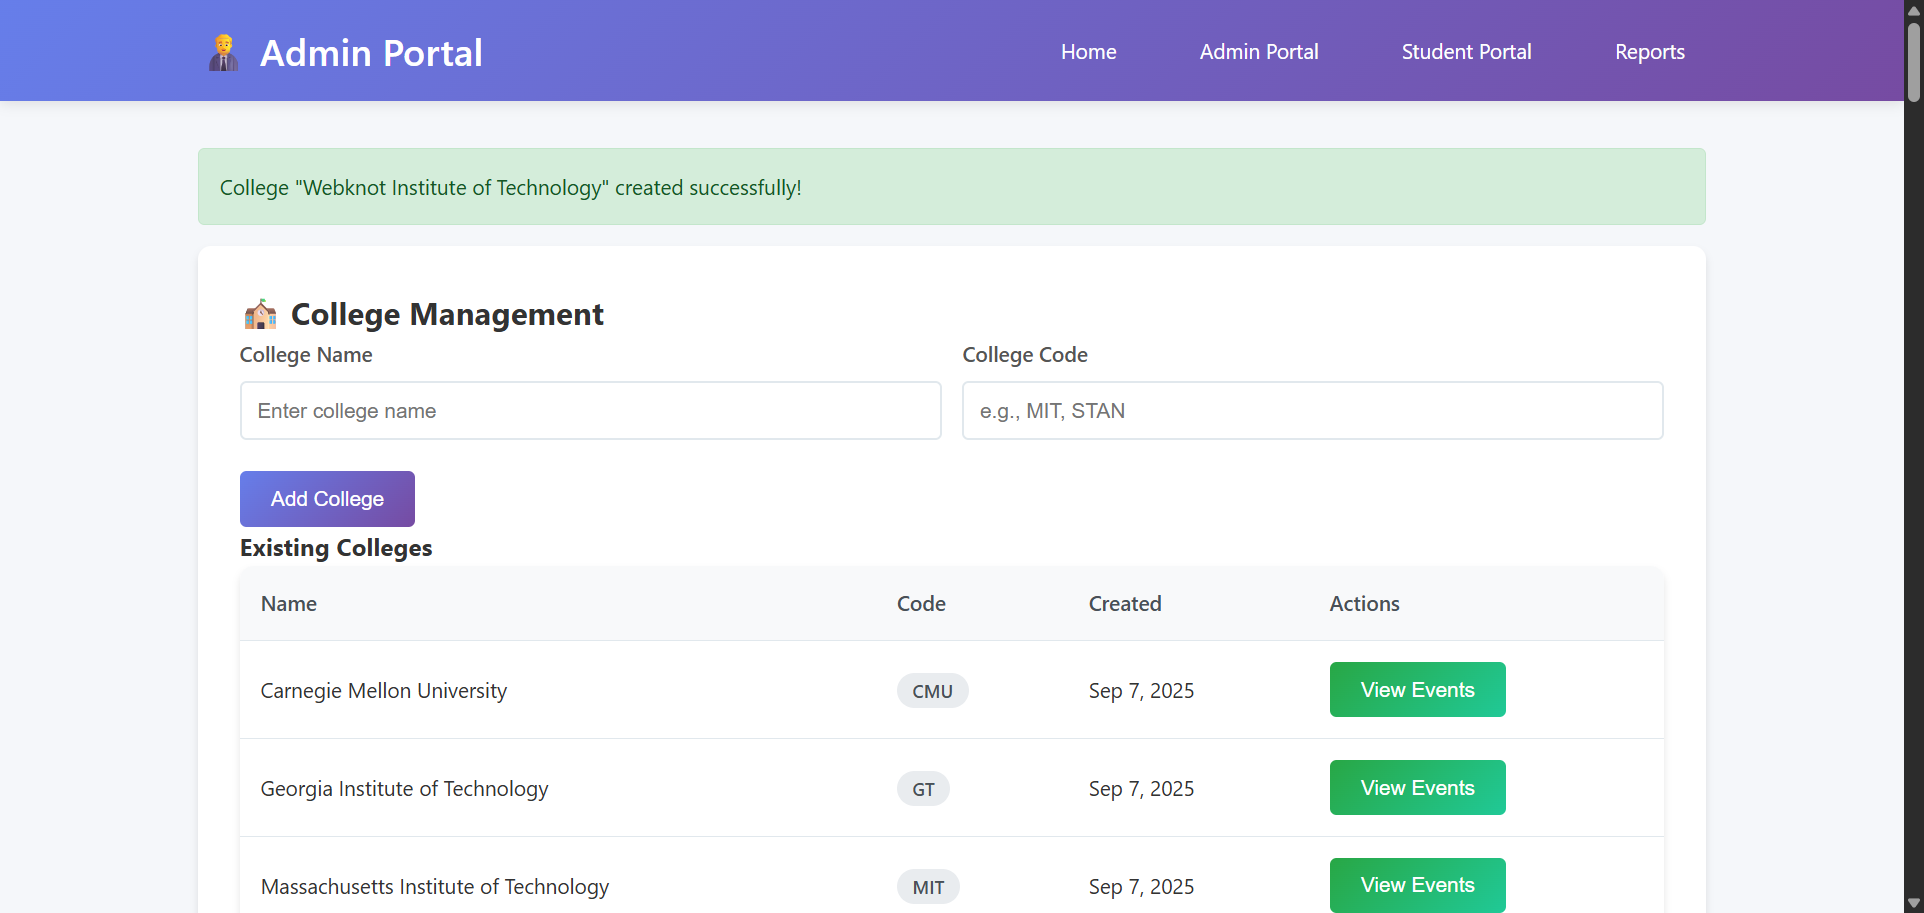 Admin Portal
Home
Admin Portal
Student Portal
Reports
College "Webknot Institute of Technology" created successfully!
College Management
College Name
College Code
Enter college name
e.g., MIT, STAN
Add College
Existing Colleges
Name Code Created Actions
Carnegie Mellon University CMU Sep 7, 2025 View Events
Georgia Institute of Technology GT Sep 7, 2025 View Events
Massachusetts Institute of Technology MIT Sep 7, 2025 View Events